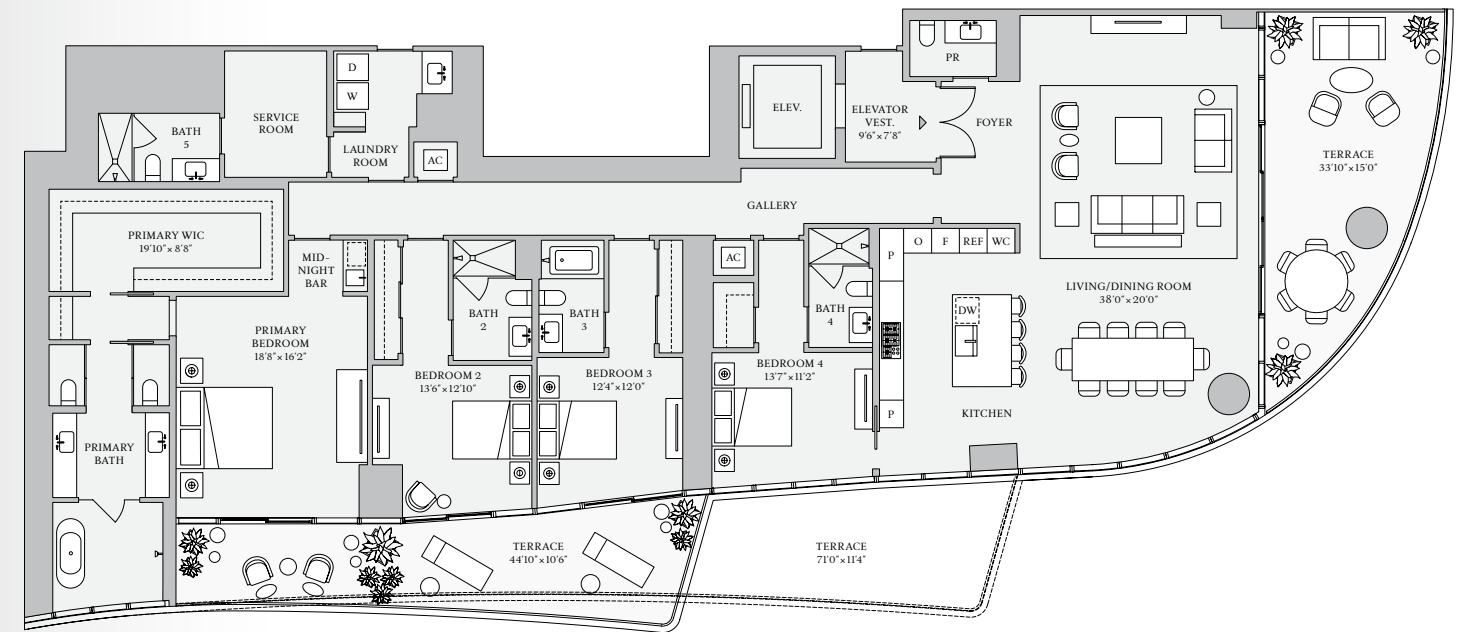 PR
D
W
SERVICE
ROOM
BATH
5
LAUNDRY
ROOM
AC
ELEV.
ELEVATOR
VEST.
9'6"×7'8"
FOYER
TERRACE
33'10"×15'0"
GALLERY
PRIMARY WIC
19'10"×8'8"
MID-
NIGHT
BAR
AC
P
O
F
REF
WC
LIVING/DINING ROOM
38'0"×20'0"
DW
PRIMARY
BEDROOM
18'8"×16'2"
BATH
2
BATH
3
BATH
4
BEDROOM 2
13'6"×12'10"
BEDROOM 3
12'4"×12'0"
BEDROOM 4
13'7"×11'2"
P
KITCHEN
PRIMARY
BATH
TERRACE
44'10"×10'6"
TERRACE
71'0"×11'4"